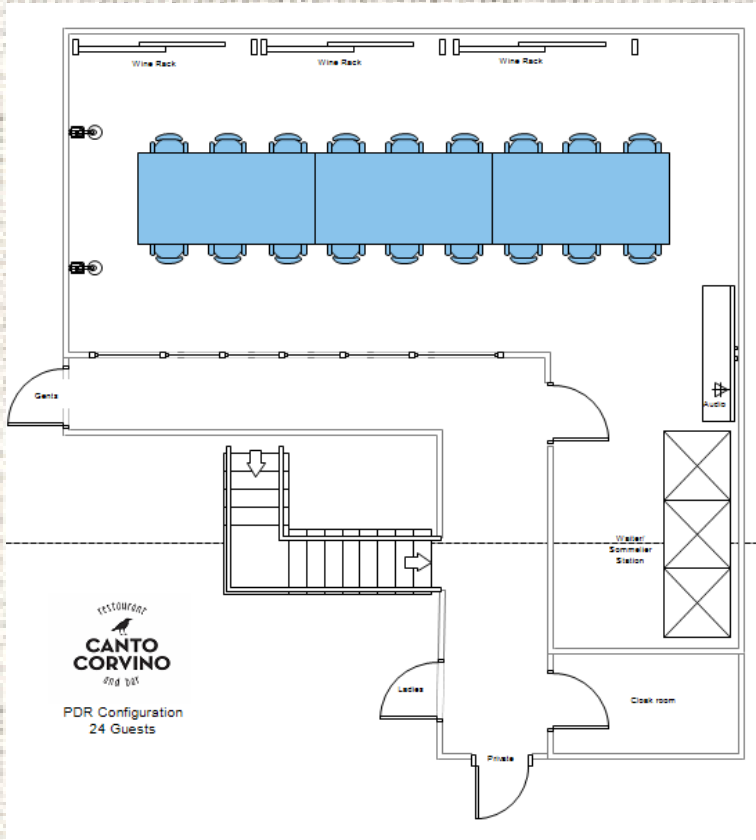 Wine Rack
Wine Rack
Wine Rack
Gents
Audio
Waiter/
Sommelier
Station
restaurant
CANTO
CORVINO
and bar
PDR Configuration
24 Guests
Ladies
Cloak room
Private